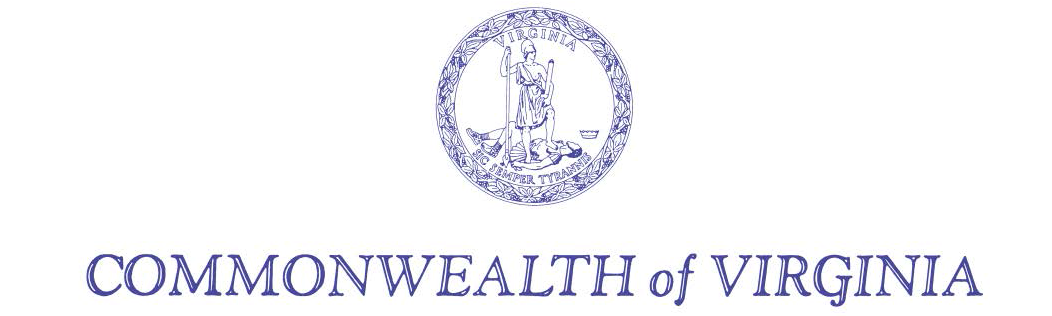 VIRGINIA
SIC SEMPER TYRANNIS
COMMONWEALTH of VIRGINIA